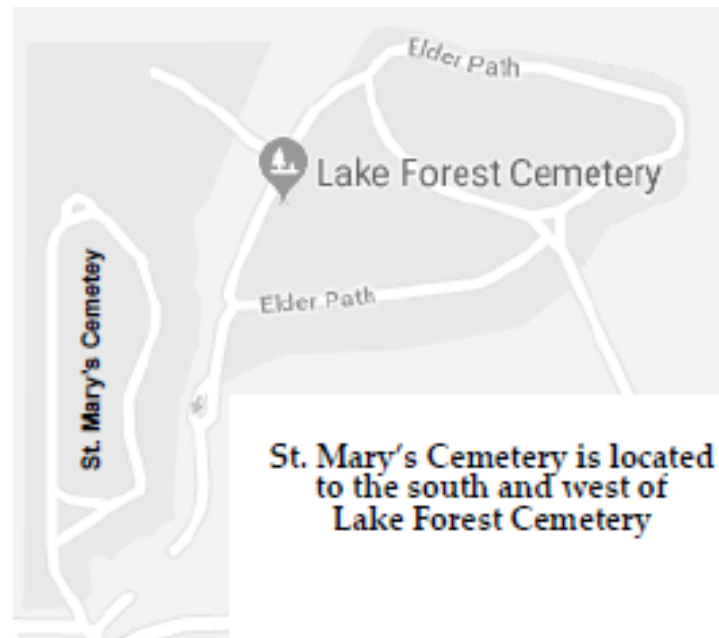 Elder Path
Lake Forest Cemetery
Elder Path
St. Mary's Cemetey
St. Mary's Cemetery is located
to the south and west of
Lake Forest Cemetery